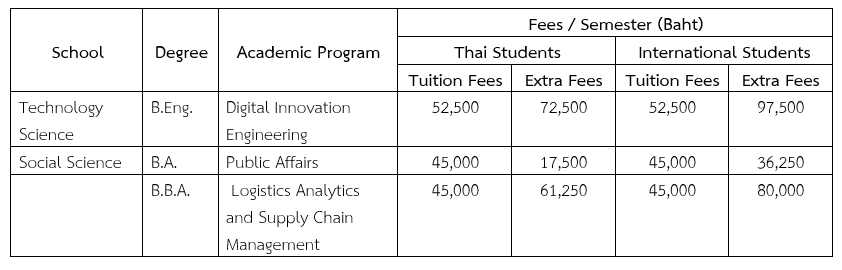 School Degree Academic Program Fees / Semester (Baht)
Thai Students International Students
Tuition Fees Extra Fees Tuition Fees Extra Fees
Technology B.Eng. Digital Innovation 52,500 72,500 52,500 97,500
Science Engineering
Social Science B.A. Public Affairs 45,000 17,500 45,000 36,250
B.B.A. Logistics Analytics 45,000 61,250 45,000 80,000
and Supply Chain
Management